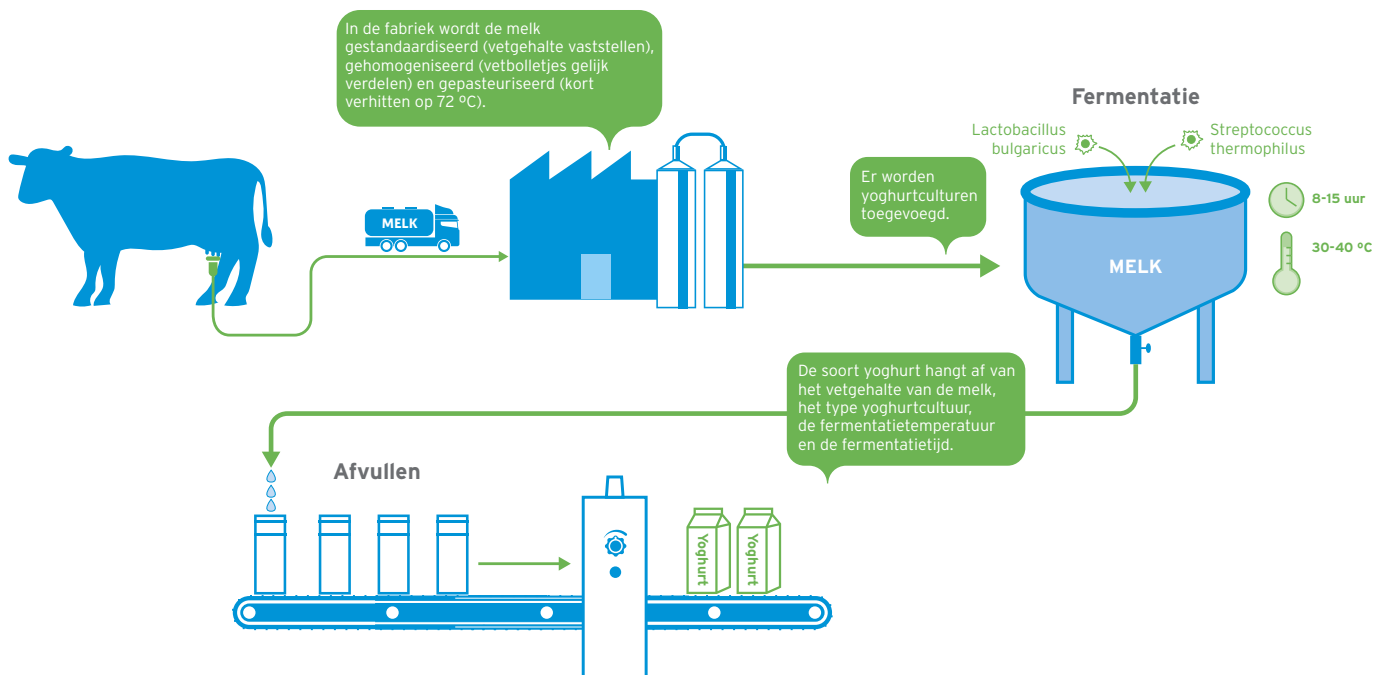 In de fabriek wordt de melk
gestandaardiseerd (vetgehalte vaststellen),
gehomogeniseerd (vetbolletjes gelijk
verdelen) en gepasteuriseerd (kort
verhitten op 72 ºC).
MELK
Er worden
yoghurtculturen
toegevoegd.
Fermentatie
Lactobacillus
bulgaricus
Streptococcus
thermophilus
8-15 uur
30-40 ºC
MELK
De soort yoghurt hangt af van
het vetgehalte van de melk,
het type yoghurtcultuur,
de fermentatietemperatuur
en de fermentatietijd.
Afvullen
Yoghurt
Yoghurt